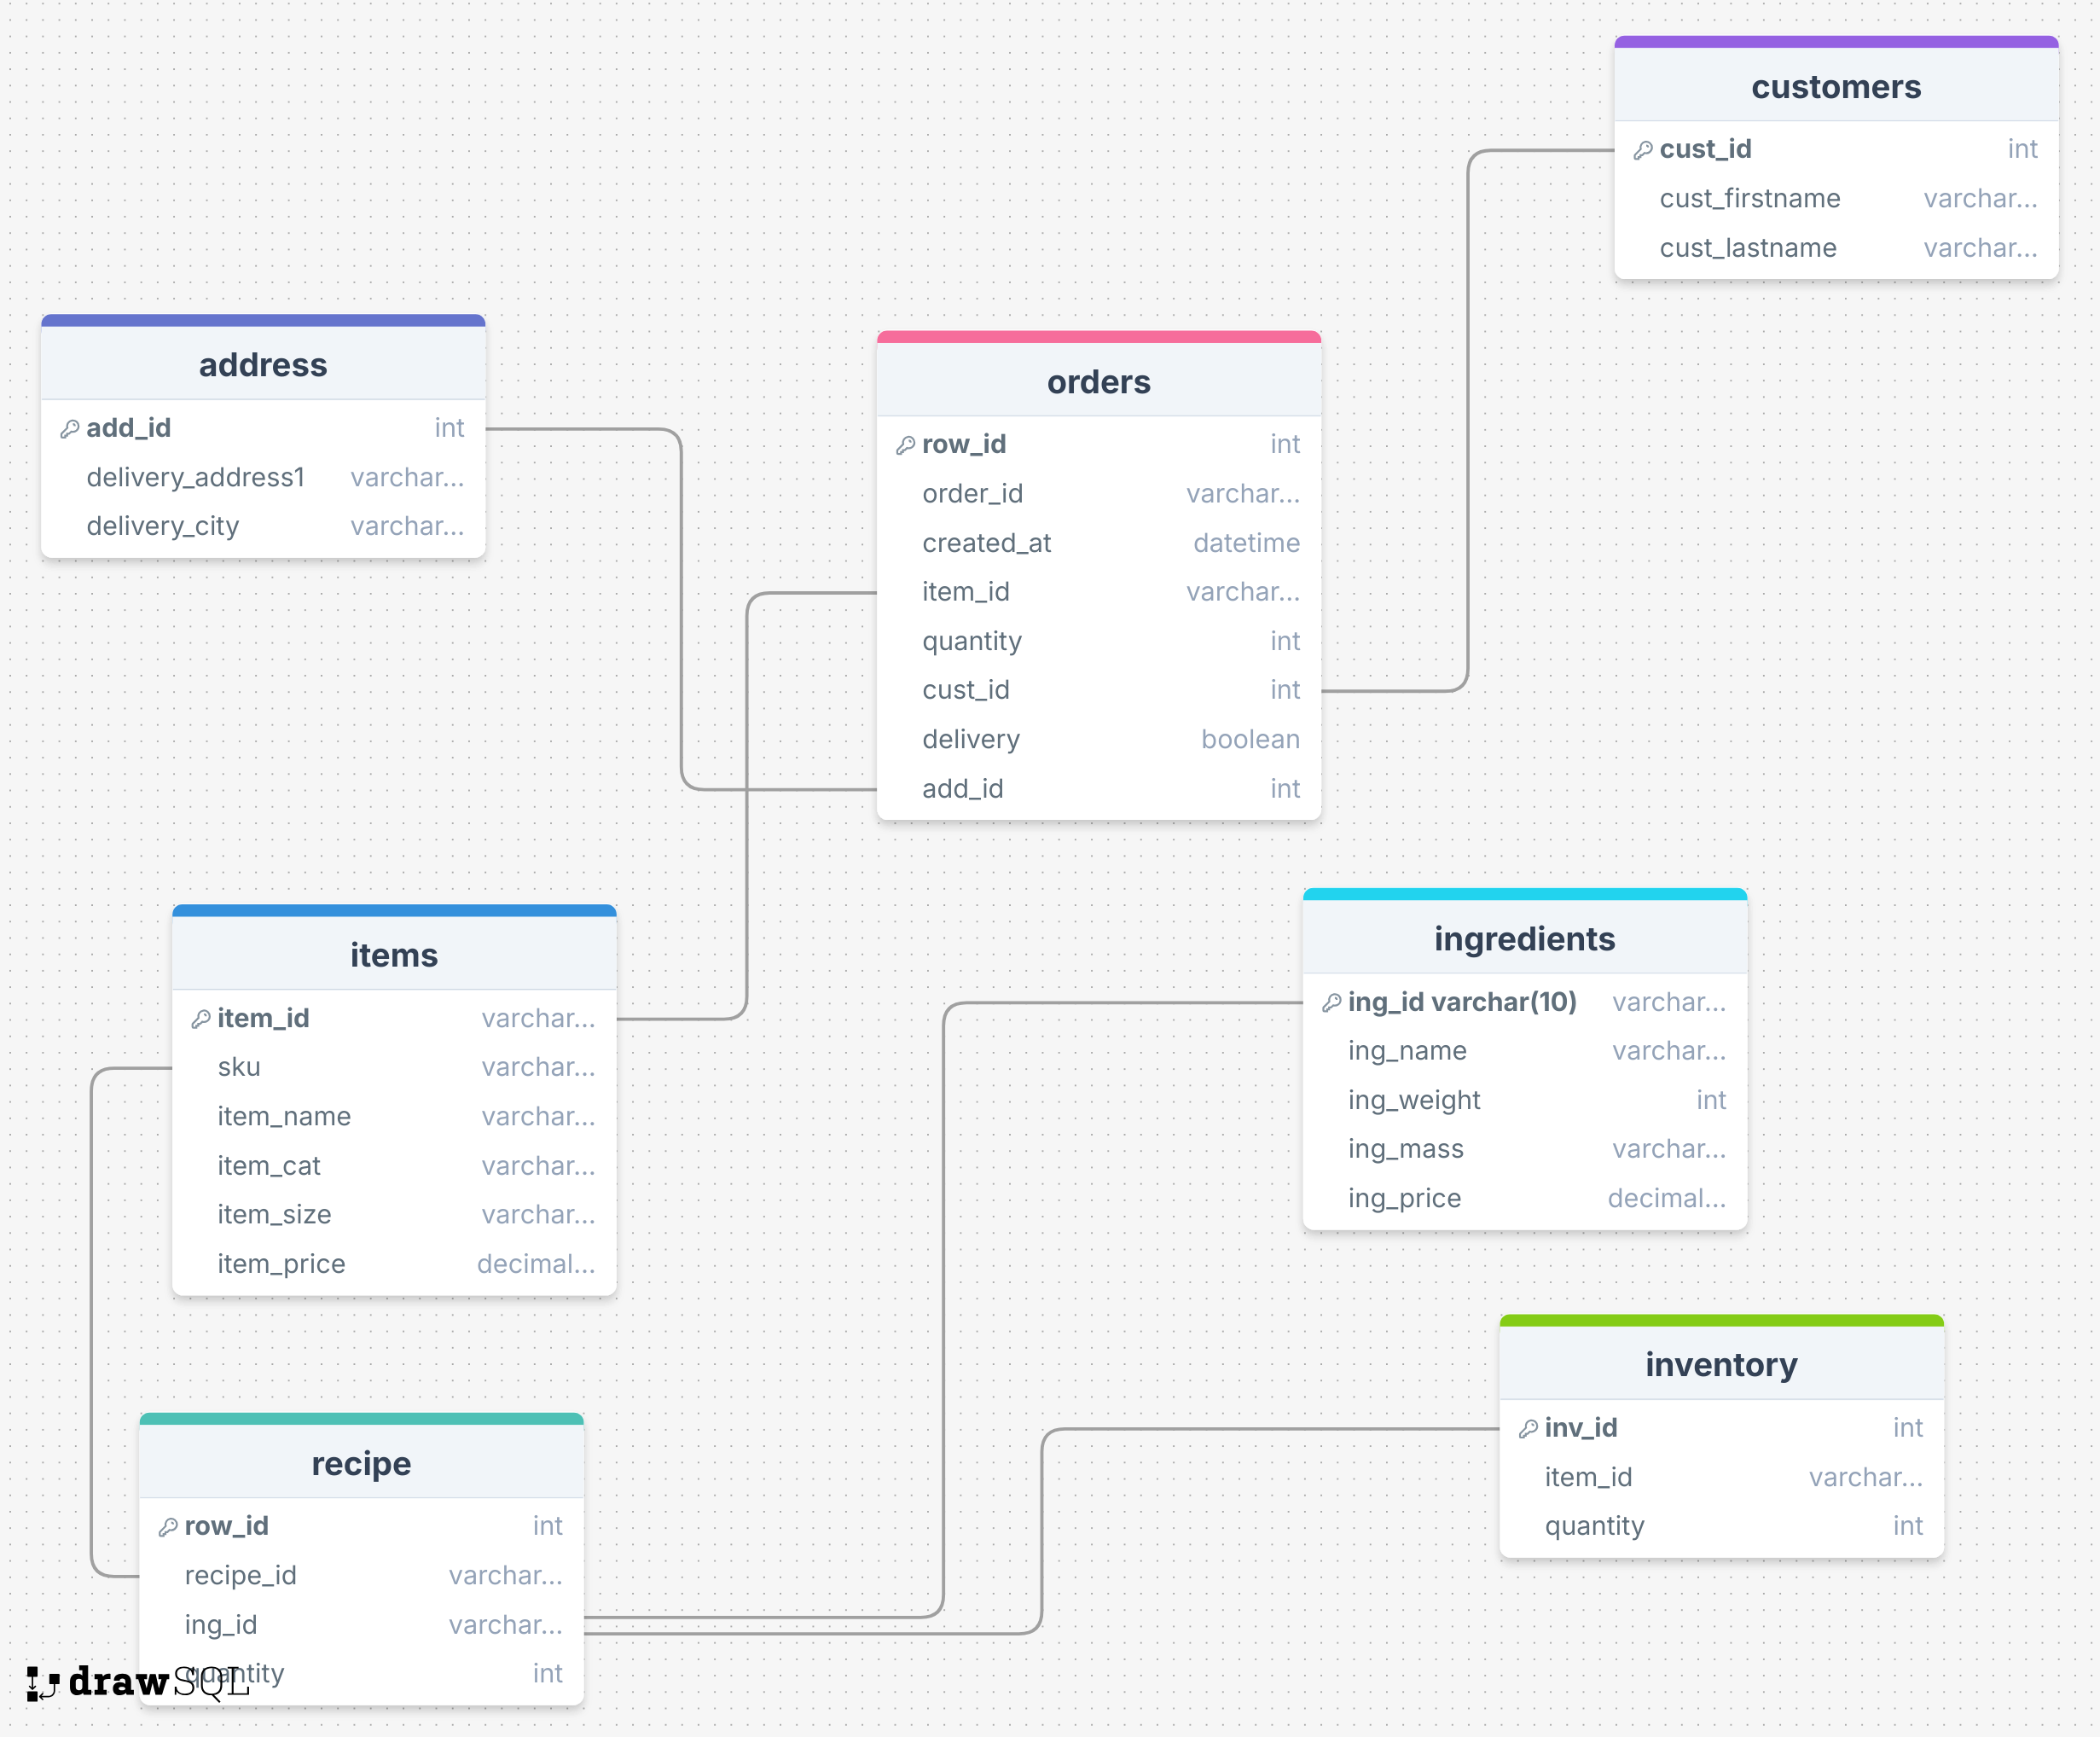 customers
cust_id int
cust_firstname varchar...
cust_lastname varchar...
address
add_id int
delivery_address1 varchar...
delivery_city varchar...
orders
row_id int
order_id varchar...
created_at datetime
item_id varchar...
quantity int
cust_id int
delivery boolean
add_id int
items
item_id varchar...
sku varchar...
item_name varchar...
item_cat varchar...
item_size varchar...
item_price decimal...
ingredients
ing_id varchar(10) varchar...
ing_name varchar...
ing_weight int
ing_mass varchar...
ing_price decimal...
inventory
inv_id int
item_id varchar...
quantity int
recipe
row_id int
recipe_id varchar...
ing_id varchar...
quantity int
drawSQL